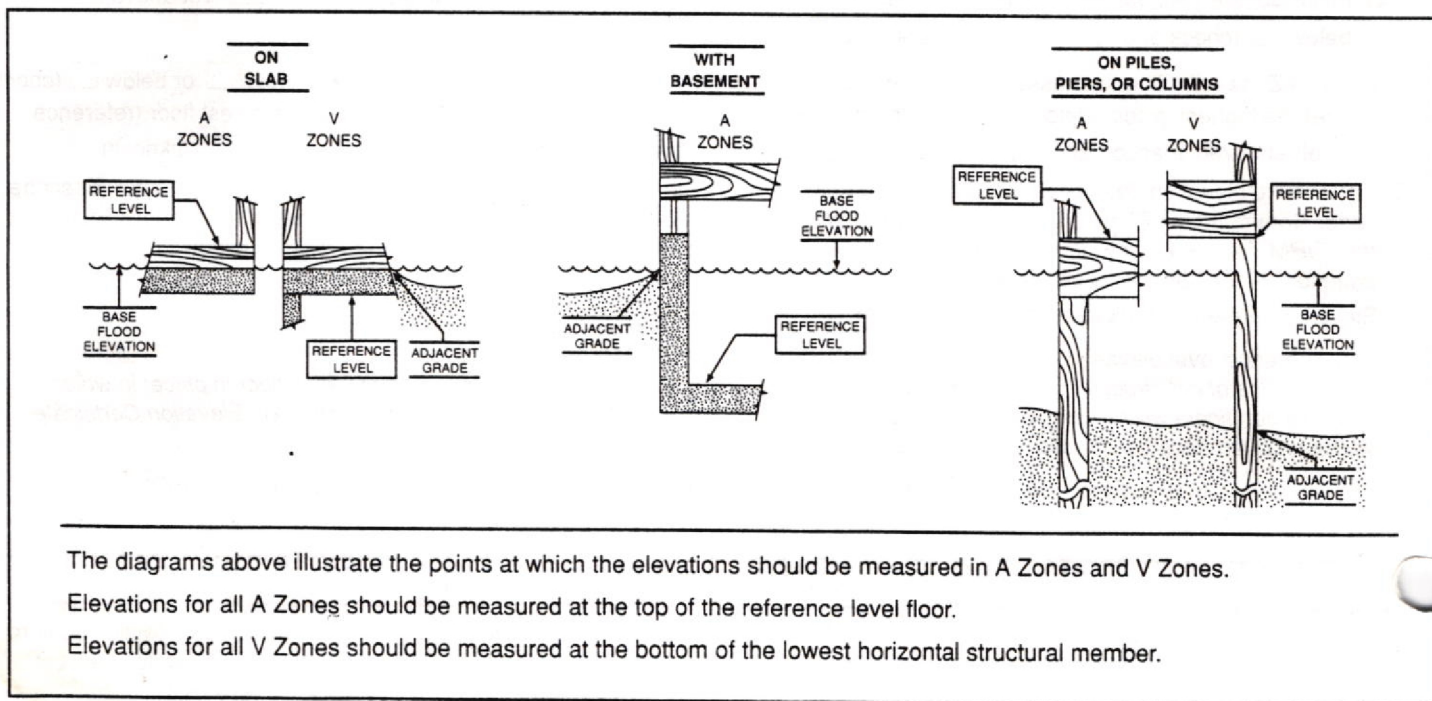 ON
SLAB
A
ZONES
V
ZONES
REFERENCE
LEVEL
BASE
FLOOD
ELEVATION
REFERENCE
LEVEL
ADJACENT
GRADE
WITH
BASEMENT
A
ZONES
BASE
FLOOD
ELEVATION
ADJACENT
GRADE
REFERENCE
LEVEL
ON PILES,
PIERS, OR COLUMNS
A
ZONES
V
ZONES
REFERENCE
LEVEL
REFERENCE
LEVEL
BASE
FLOOD
ELEVATION
ADJACENT
GRADE
The diagrams above illustrate the points at which the elevations should be measured in A Zones and V Zones.
Elevations for all A Zones should be measured at the top of the reference level floor.
Elevations for all V Zones should be measured at the bottom of the lowest horizontal structural member.